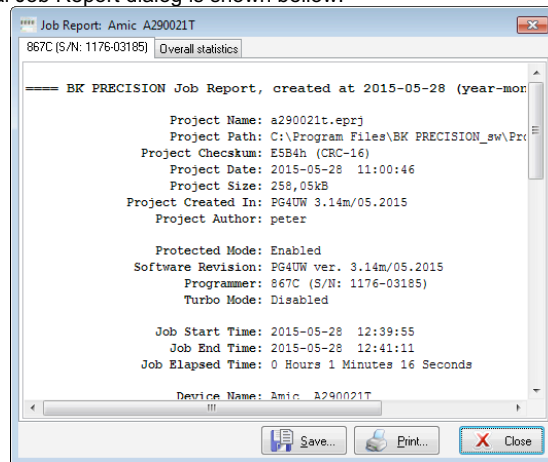 al Job Report dialog is shown bellow:
Job Report: Amic A290021T
867C (S/N: 1176-03185) Overall statistics
==== BK PRECISION Job Report, created at 2015-05-28 (year-mon
Project Name: a290021t.eprj
Project Path: C:\Program Files\BK PRECISION_sw\Pro
Project Checskum: E5B4h (CRC-16)
Project Date: 2015-05-28 11:00:46
Project Size: 258,05kB
Project Created In: PG4UW 3.14m/05.2015
Project Author: peter
Protected Mode: Enabled
Software Revision: PG4UW ver. 3.14m/05.2015
Programmer: 867C (S/N: 1176-03185)
Turbo Mode: Disabled
Job Start Time: 2015-05-28 12:39:55
Job End Time: 2015-05-28 12:41:11
Job Elapsed Time: 0 Hours 1 Minutes 16 Seconds
Device Name: Amic A290021T
Save... Print... Close